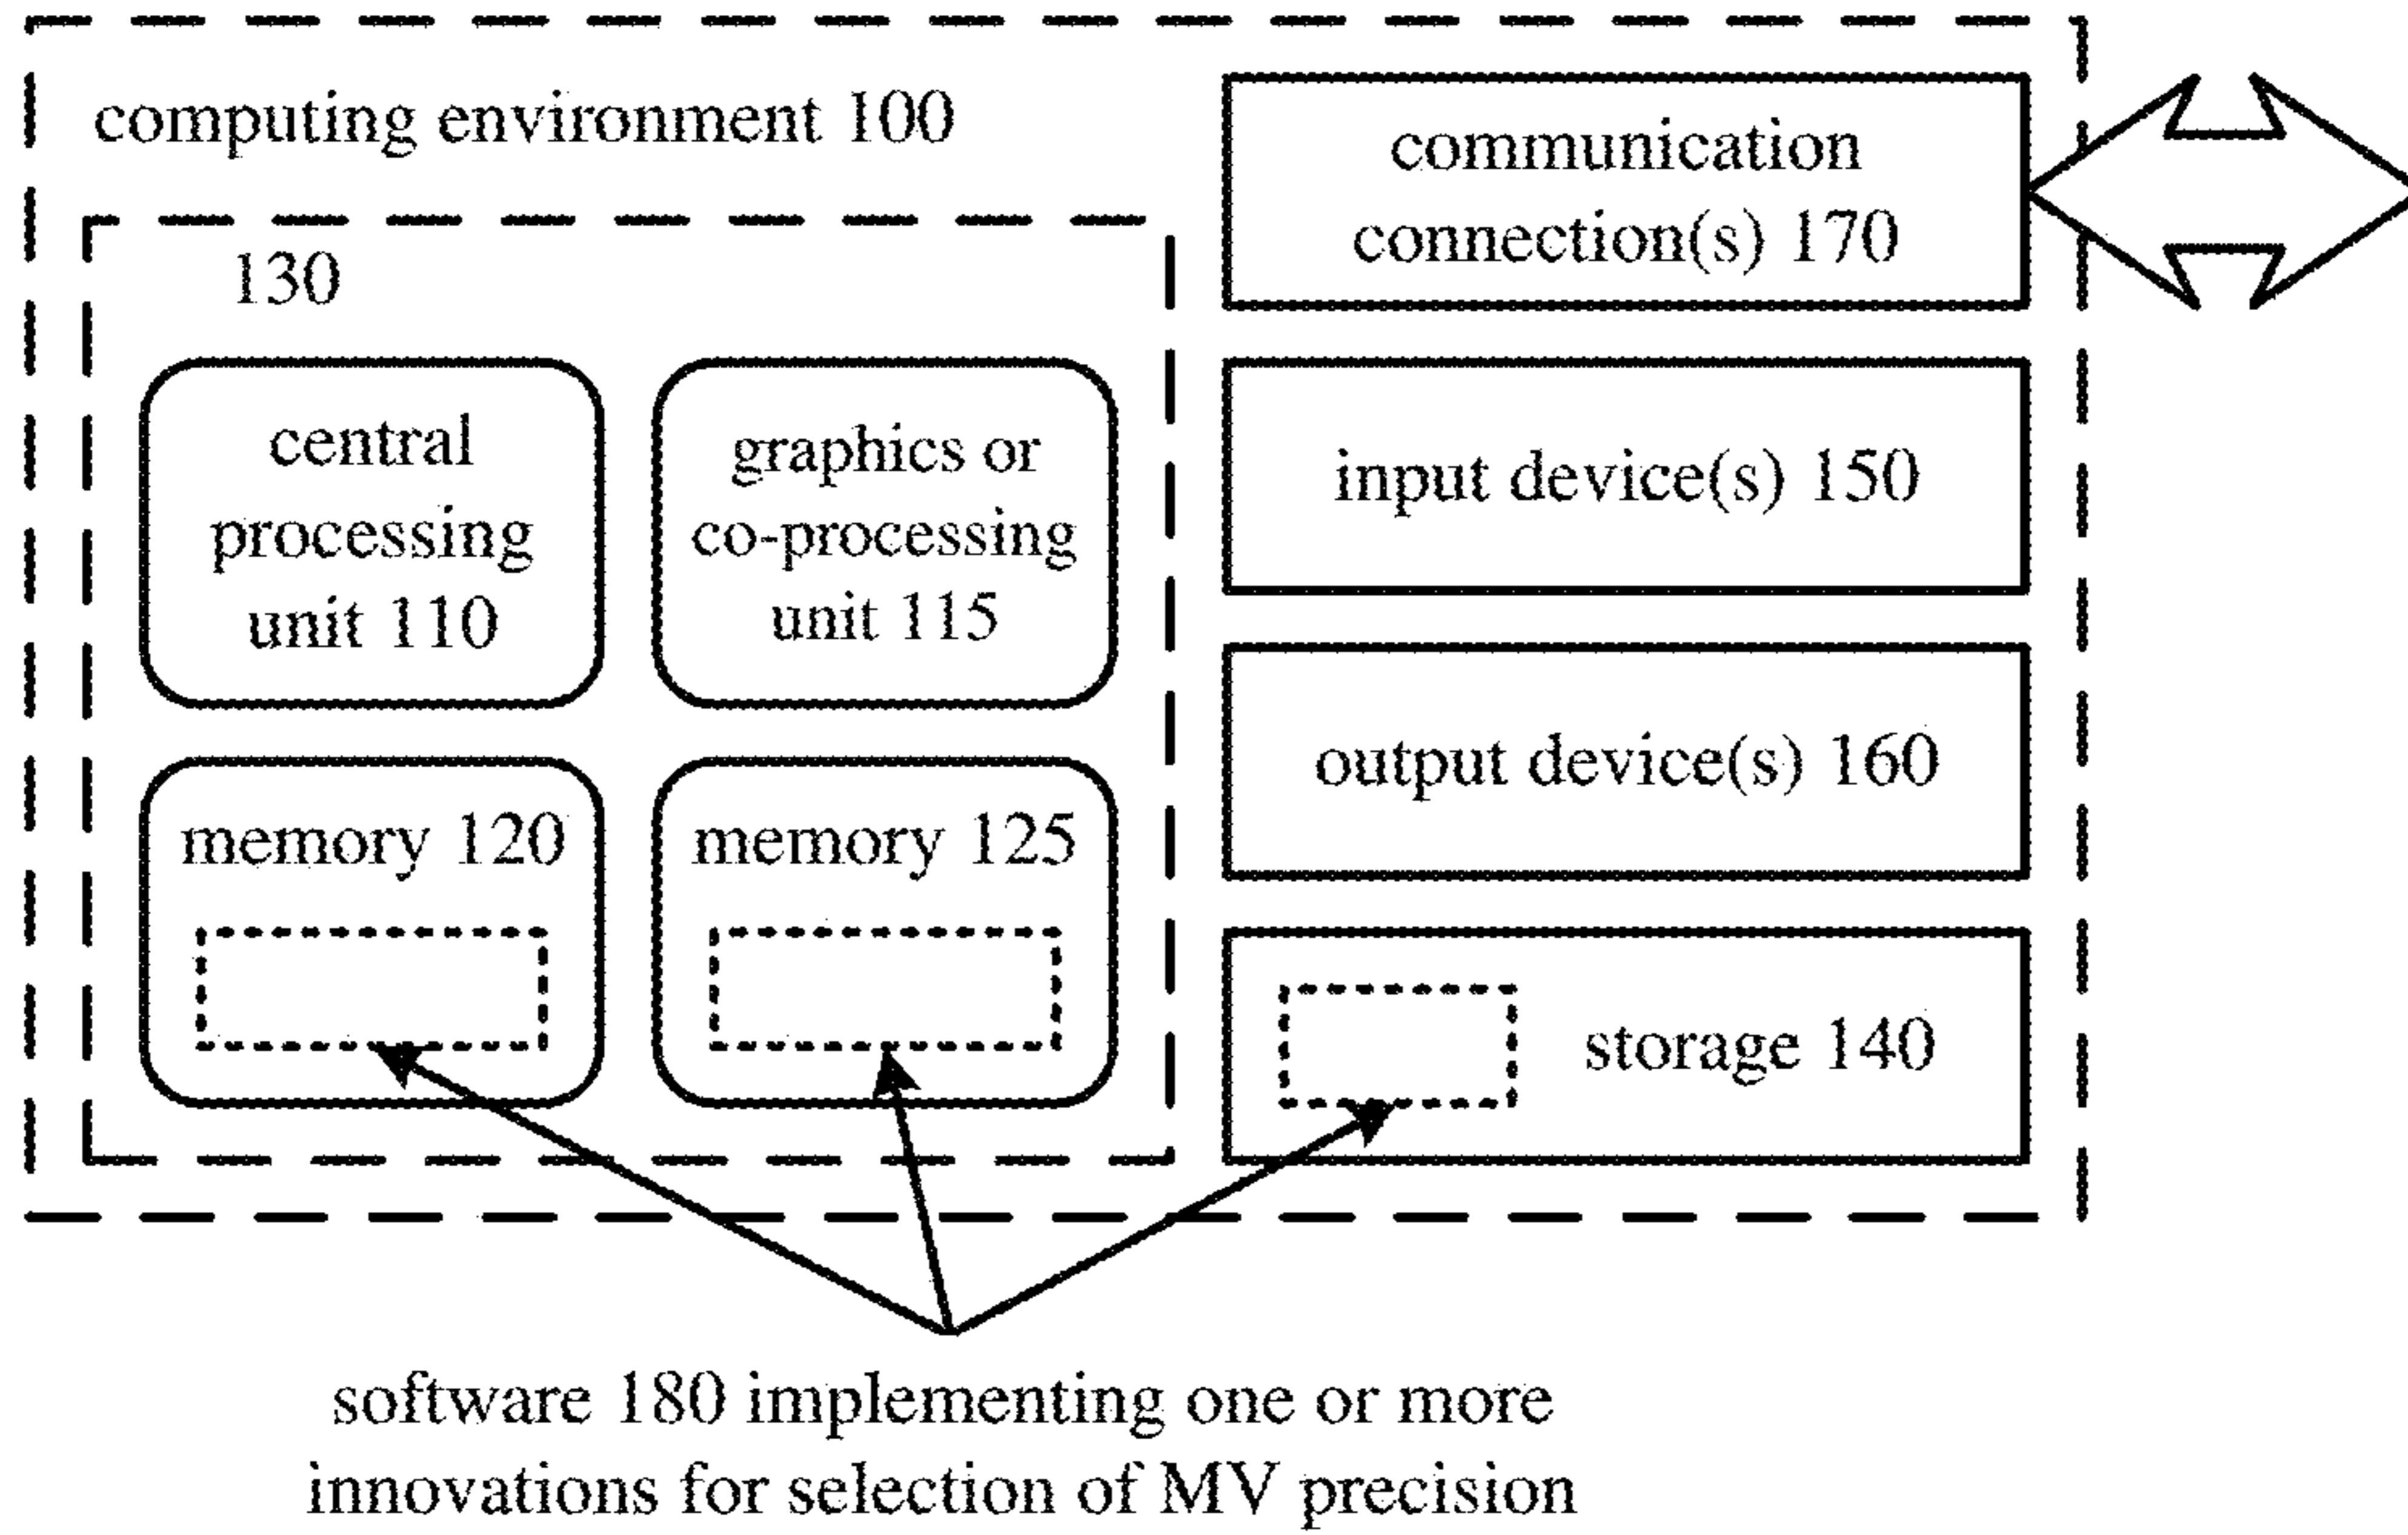 computing environment 100
130
central
processing
unit 110
graphics or
co-processing
unit 115
memory 120
memory 125
communication
connection(s) 170
input device(s) 150
output device(s) 160
storage 140
software 180 implementing one or more
innovations for selection of MV precision